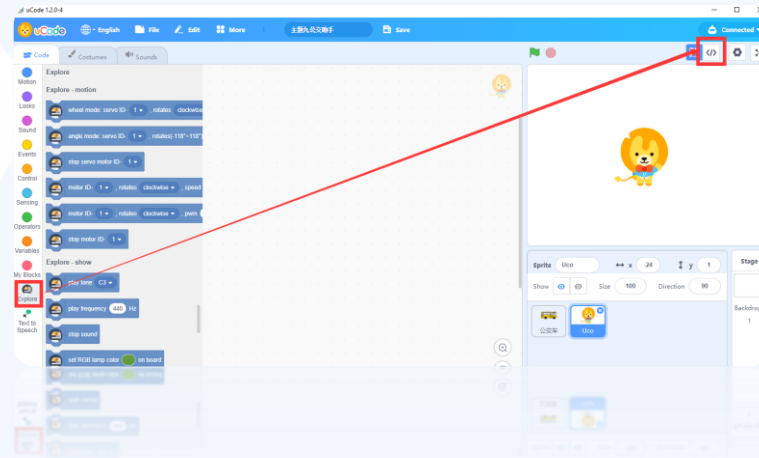 uCode 1.2.0-4
uCode English File Edit More 主题九公交助手 Save Connected
Code Costumes Sounds
Motion
Looks
Sound
Events
Control
Sensing
Operators
Variables
My Blocks
Explore
Text to
Speech
Explore
Explore - motion
wheel mode: servo ID- 1 , rotates clockwise
angle mode: servo ID- 1 , rotates(-118°~118°)
stop servo motor ID- 1
motor ID- 1 , rotates clockwise , speed
motor ID- 1 , rotates clockwise , pwm
stop motor ID- 1
Explore - show
play tone C3
play frequency 440 Hz
stop sound
set RGB lamp color on board
Sprite Uco x -24 y 1
Show Size 100 Direction 90
公交车 Uco
Stage
Backdrop
1